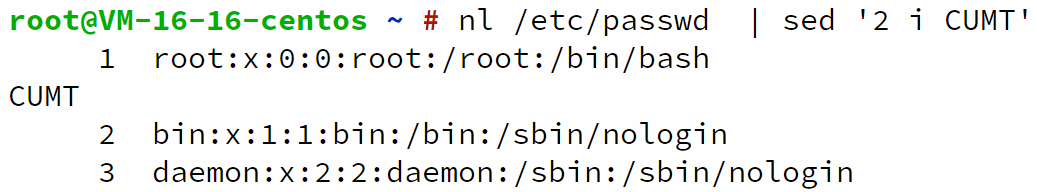 root@VM-16-16-centos ~ # nl /etc/passwd  | sed '2 i CUMT'
     1  root:x:0:0:root:/root:/bin/bash
CUMT
     2  bin:x:1:1:bin:/bin:/sbin/nologin
     3  daemon:x:2:2:daemon:/sbin:/sbin/nologin